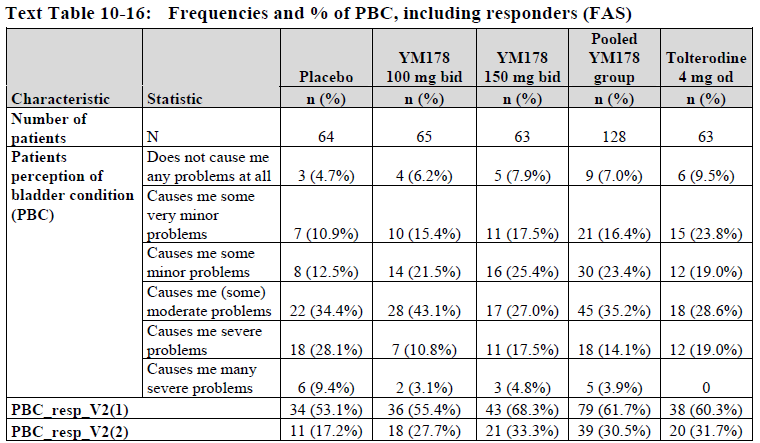 Text Table 10-16: Frequencies and % of PBC, including responders (FAS)
Characteristic Statistic Placebo n (%) YM178 100 mg bid n (%) YM178 150 mg bid n (%) Pooled YM178 group n (%) Tolterodine 4 mg od n (%)
Number of patients N 64 65 63 128 63
Patients perception of bladder condition (PBC) Does not cause me any problems at all 3 (4.7%) 4 (6.2%) 5 (7.9%) 9 (7.0%) 6 (9.5%)
Causes me some very minor problems 7 (10.9%) 10 (15.4%) 11 (17.5%) 21 (16.4%) 15 (23.8%)
Causes me some minor problems 8 (12.5%) 14 (21.5%) 16 (25.4%) 30 (23.4%) 12 (19.0%)
Causes me (some) moderate problems 22 (34.4%) 28 (43.1%) 17 (27.0%) 45 (35.2%) 18 (28.6%)
Causes me severe problems 18 (28.1%) 7 (10.8%) 11 (17.5%) 18 (14.1%) 12 (19.0%)
Causes me many severe problems 6 (9.4%) 2 (3.1%) 3 (4.8%) 5 (3.9%) 0
PBC_resp_V2(1) 34 (53.1%) 36 (55.4%) 43 (68.3%) 79 (61.7%) 38 (60.3%)
PBC_resp_V2(2) 11 (17.2%) 18 (27.7%) 21 (33.3%) 39 (30.5%) 20 (31.7%)